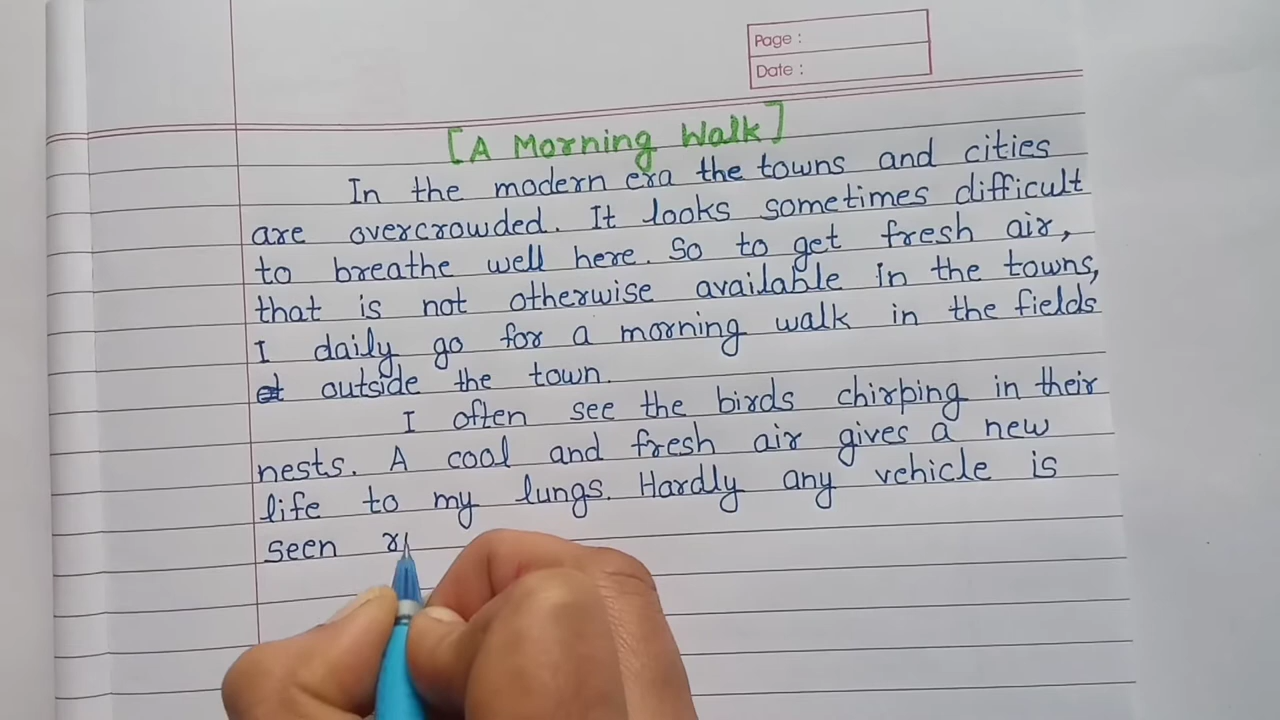 Page :
Date :
[A Morning Walk]
In the modern era the towns and cities
are overcrowded. It looks sometimes difficult
to breathe well here. So to get fresh air,
that is not otherwise available in the towns,
I daily go for a morning walk in the fields
outside the town.
I often see the birds chirping in their
nests. A cool and fresh air gives a new
life to my lungs. Hardly any vehicle is
seen